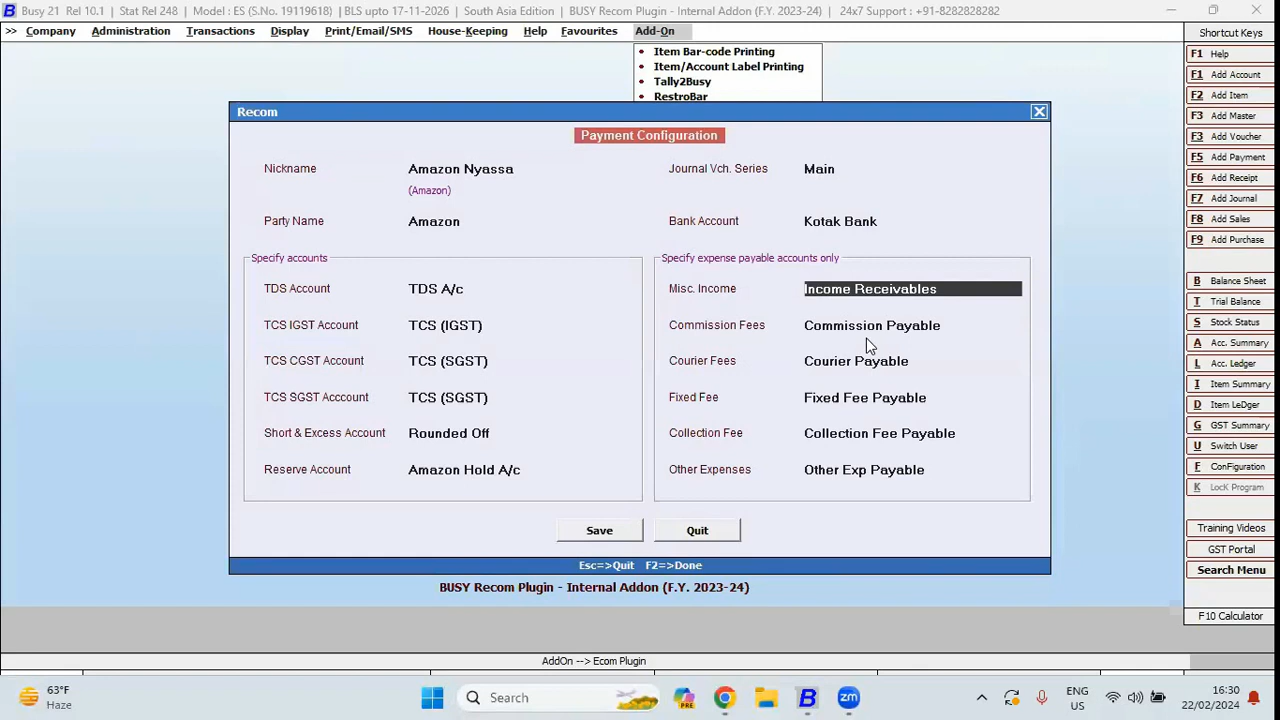 Busy 21 Rel 10.1 | Stat Rel 248 | Model : ES (S.No. 19119618) |BLS upto 17-11-20 | South Asia Edition | BUSY Recom Plugin - Internal Addon (F.Y. 2023-24) | 24x7 Support : +91-8282828282
>> Company Administration Transactions Display Print/Email/SMS House-Keeping Help Favourites Add-On
Shortcut Keys
Item Bar-code Printing
Item/Account Label Printing
Tally2Busy
RestroBar
Recom
Payment Configuration
Nickname Amazon Nyassa Journal Vch. Series Main
(Amazon)
Party Name Amazon Bank Account Kotak Bank
Specify accounts Specify expense payable accounts only
TDS Account TDS A/c Misc. Income Income Receivables
TCS IGST Account TCS (IGST) Commission Fees Commission Payable
TCS CGST Account TCS (SGST) Courier Fees Courier Payable
TCS SGST Acccount TCS (SGST) Fixed Fee Fixed Fee Payable
Short & Excess Account Rounded Off Collection Fee Collection Fee Payable
Reserve Account Amazon Hold A/c Other Expenses Other Exp Payable
Save Quit
Esc=>Quit F2=>Done
BUSY Recom Plugin - Internal Addon (F.Y. 2023-24)
AddOn --> Ecom Plugin
F1 Help
F1 Add Account
F2 Add Item
F3 Add Master
F3 Add Voucher
F5 Add Payment
F6 Add Receipt
F7 Add Journal
F8 Add Sales
F9 Add Purchase
B Balance Sheet
T Trial Balance
S Stock Status
A Acc. Summary
L Acc. Ledger
I Item Summary
D Item LeDger
G GST Summary
U Switch User
F ConFiguration
K LocK Program
Training Videos
GST Portal
Search Menu
F10 Calculator
63°F
Haze
Search
PRE
B
zm
ENG
US
16:30
22/02/2024